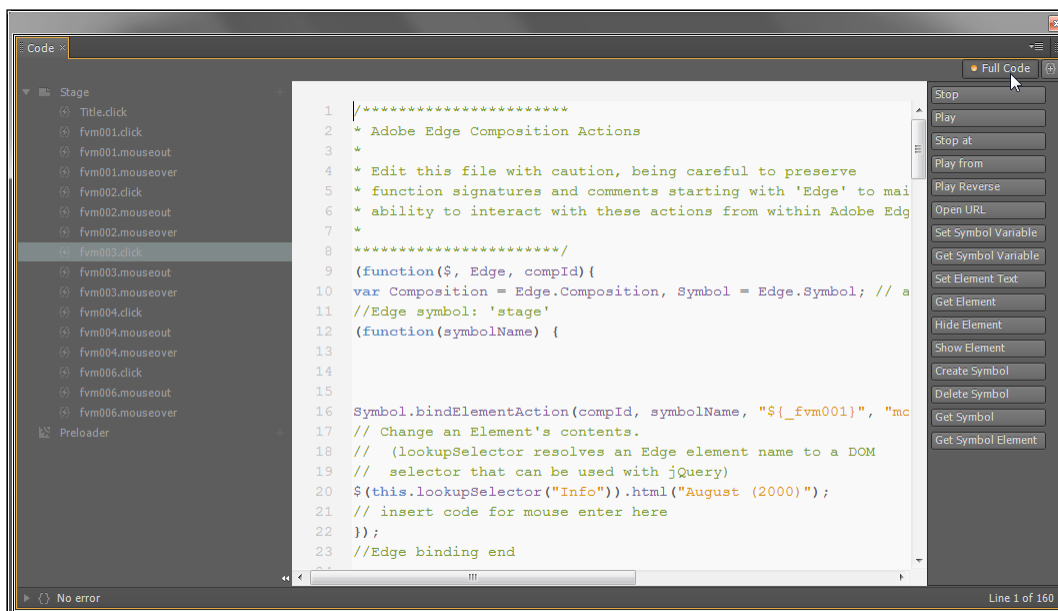 Code ×
Full Code
Stage
Title.click
fvm001.click
fvm001.mouseout
fvm001.mouseover
fvm002.click
fvm002.mouseout
fvm002.mouseover
fvm003.click
fvm003.mouseout
fvm003.mouseover
fvm004.click
fvm004.mouseout
fvm004.mouseover
fvm006.click
fvm006.mouseout
fvm006.mouseover
Preloader
1 /***********************
2 * Adobe Edge Composition Actions
3 *
4 * Edit this file with caution, being careful to preserve
5 * function signatures and comments starting with 'Edge' to mai
6 * ability to interact with these actions from within Adobe Edg
7 *
8 ***********************/
9 (function($, Edge, compId){
10 var Composition = Edge.Composition, Symbol = Edge.Symbol; // a
11 //Edge symbol: 'stage'
12 (function(symbolName) {
13
14
15
16 Symbol.bindElementAction(compId, symbolName, "${_fvm001}", "mo
17 // Change an Element's contents.
18 //  (lookupSelector resolves an Edge element name to a DOM
19 //  selector that can be used with jQuery)
20 $(this.lookupSelector("Info")).html("August (2000)");
21 // insert code for mouse enter here
22 });
23 //Edge binding end
Stop
Play
Stop at
Play from
Play Reverse
Open URL
Set Symbol Variable
Get Symbol Variable
Set Element Text
Get Element
Hide Element
Show Element
Create Symbol
Delete Symbol
Get Symbol
Get Symbol Element
{} No error
Line 1 of 160